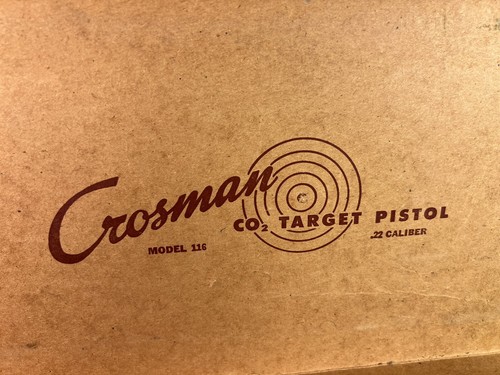 Crosman
CO₂ TARGET PISTOL
MODEL 116
.22 CALIBER